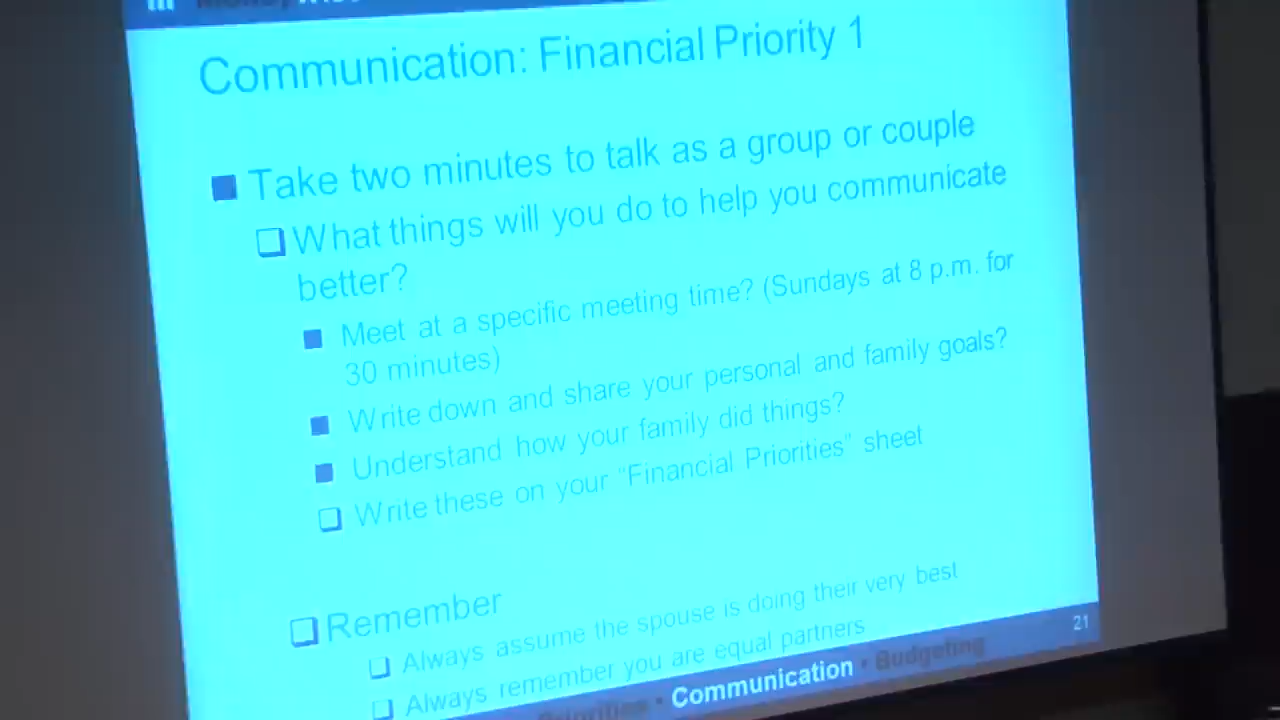 Communication: Financial Priority 1
Take two minutes to talk as a group or couple
What things will you do to help you communicate
better?
Meet at a specific meeting time? (Sundays at 8 p.m. for
30 minutes)
Write down and share your personal and family goals?
Understand how your family did things?
Write these on your “Financial Priorities” sheet
Remember
Always assume the spouse is doing their very best
Always remember you are equal partners
Priorities • Communication • Budgeting
21